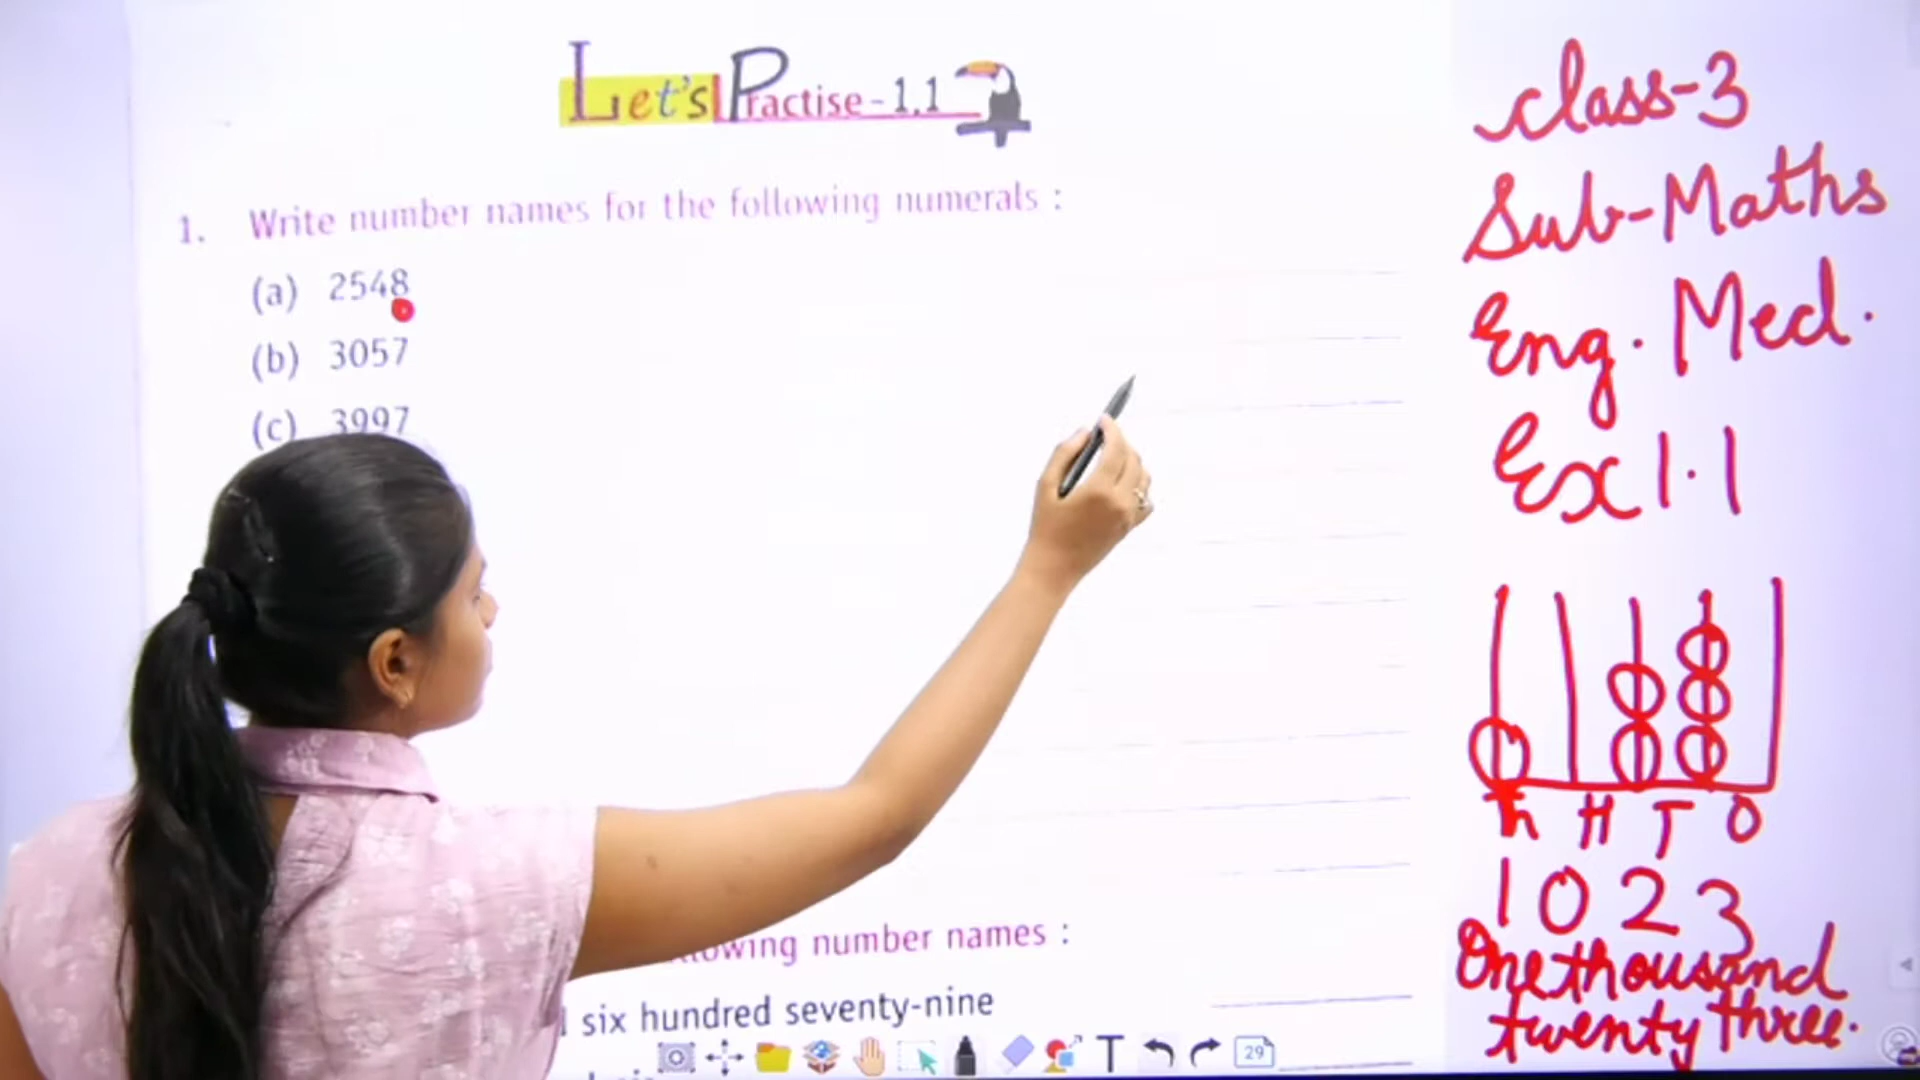 Let's Practise - 1.1
1. Write number names for the following numerals :
(a) 2548
(b) 3057
(c) 3997
number names :
six hundred seventy-nine
29
Class-3
Sub-Maths
Eng. Med.
Ex 1.1
Th H T O
1 0 2 3
One thousand
twenty three.